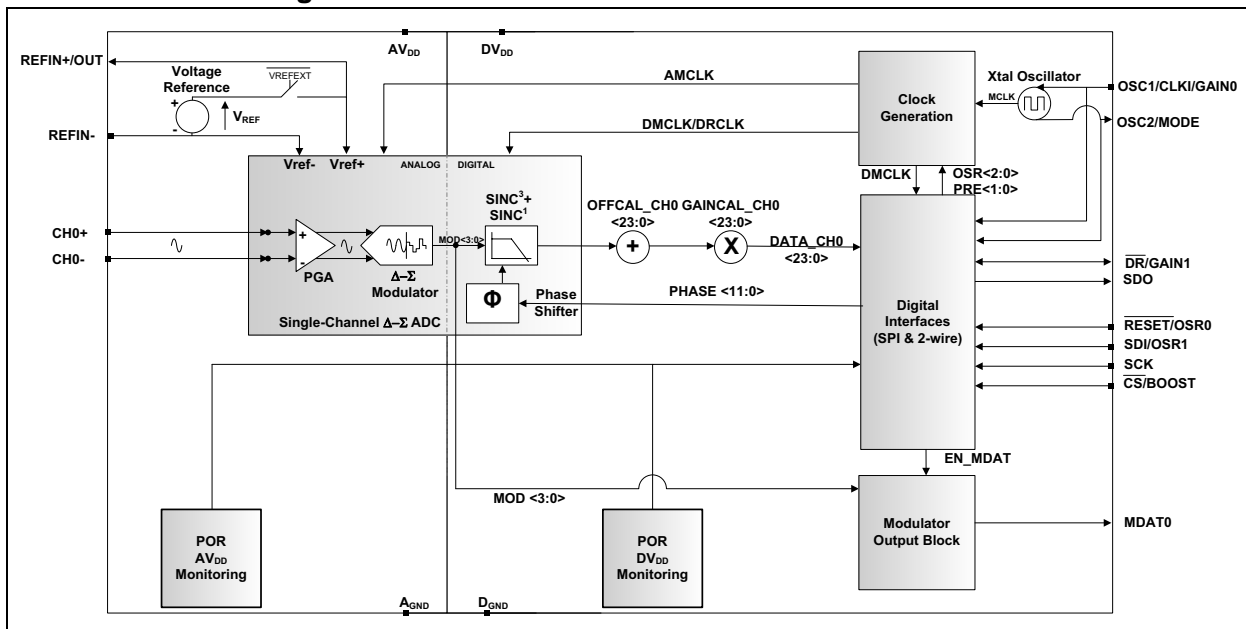 AVDD
DVDD
REFIN+/OUT
Voltage
Reference
VREFEXT
+
-
VREF
REFIN-
AMCLK
DMCLK/DRCLK
Clock
Generation
Xtal Oscillator
MCLK
OSC1/CLKI/GAIN0
OSC2/MODE
DMCLK
OSR<2:0>
PRE<1:0>
Vref-
Vref+
ANALOG
DIGITAL
CH0+
CH0-
+
-
PGA
Δ–Σ
Modulator
MOD<3:0>
SINC3+
SINC1
Φ
Phase
Shifter
Single-Channel Δ–Σ ADC
OFFCAL_CH0
<23:0>
+
GAINCAL_CH0
<23:0>
X
DATA_CH0
<23:0>
PHASE <11:0>
Digital
Interfaces
(SPI & 2-wire)
DR/GAIN1
SDO
RESET/OSR0
SDI/OSR1
SCK
CS/BOOST
EN_MDAT
MOD <3:0>
Modulator
Output Block
MDAT0
POR
AVDD
Monitoring
POR
DVDD
Monitoring
AGND
DGND